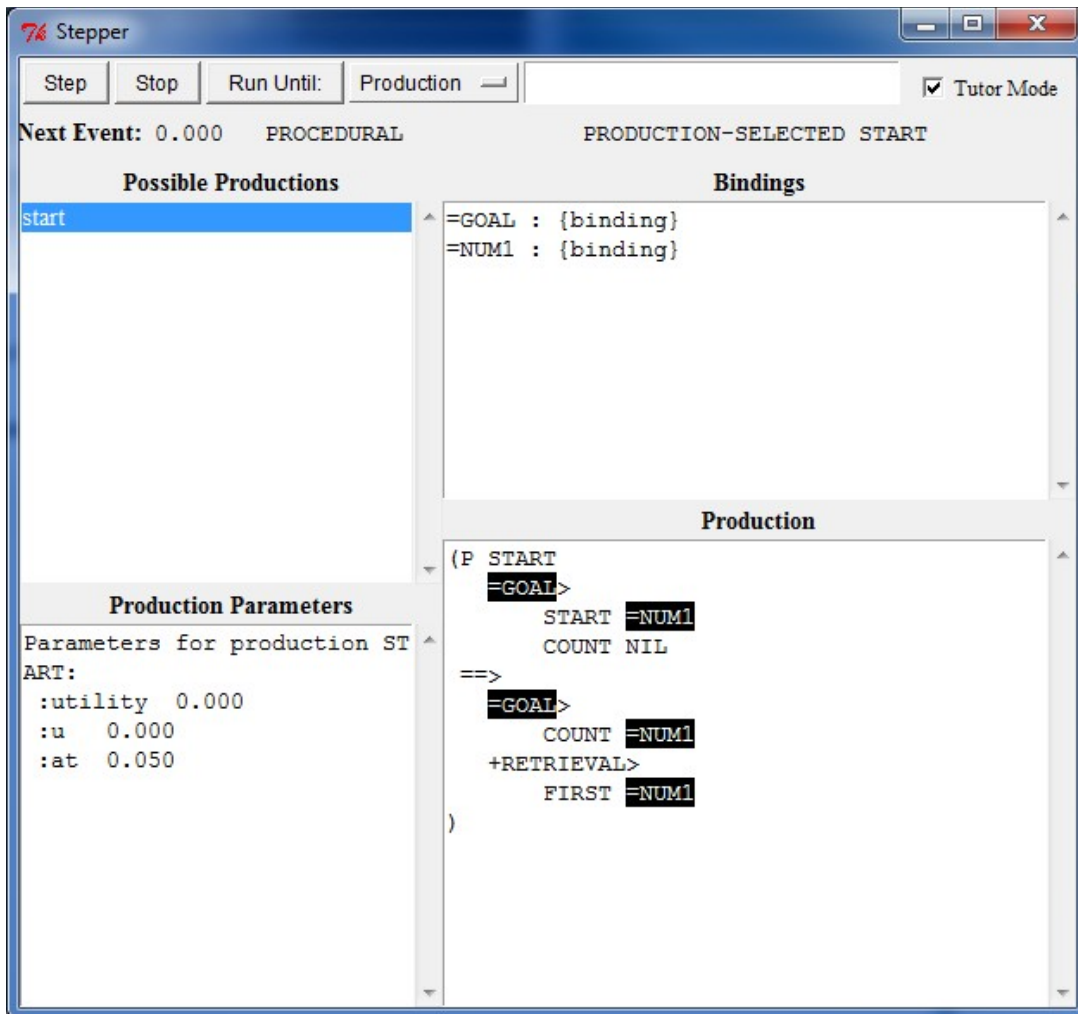 Stepper
Step Stop Run Until: Production Tutor Mode
Next Event: 0.000 PROCEDURAL PRODUCTION-SELECTED START
Possible Productions
start
Bindings
=GOAL : {binding}
=NUM1 : {binding}
Production Parameters
Parameters for production ST
ART:
:utility 0.000
:u 0.000
:at 0.050
Production
(P START
=GOAL>
START =NUM1
COUNT NIL
==>
=GOAL>
COUNT =NUM1
+RETRIEVAL>
FIRST =NUM1
)